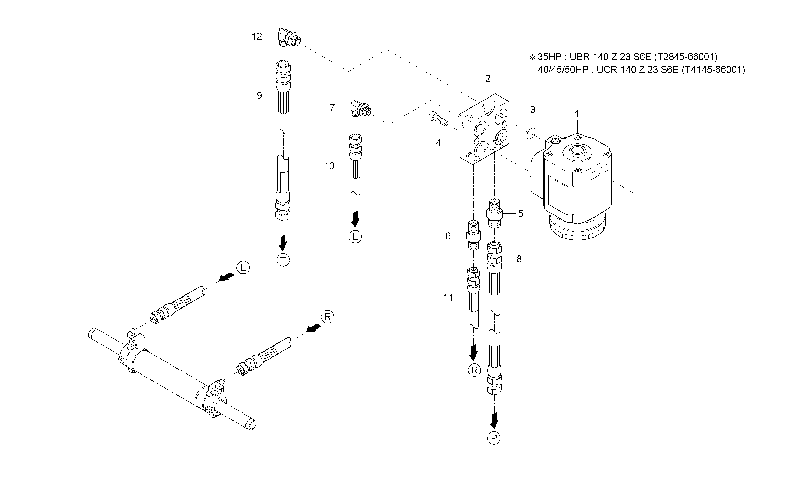 12
※ 35HP : UBR 140 Z 23 S6E (T2845-66001)
40/45/50HP : UCR 140 Z 23 S6E (T4145-66001)
2
9
7
3
1
4
10
5
6
L
8
L
11
R
R